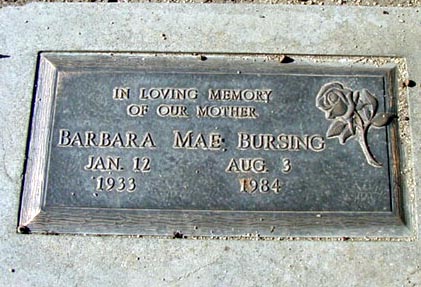 IN LOVING MEMORY
OF OUR MOTHER
BARBARA MAE BURSING
JAN. 12 AUG. 3
1933 1984